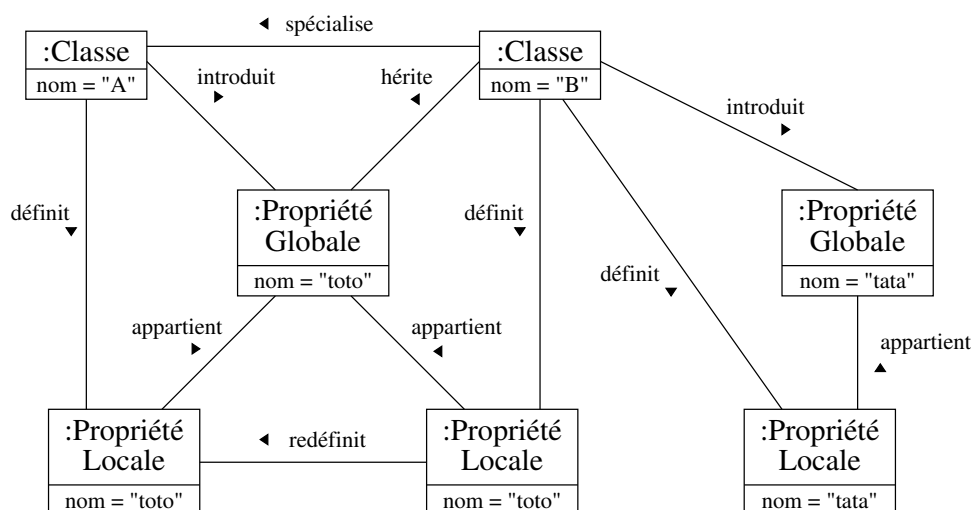 ◄ spécialise
:Classe
nom = "A"
:Classe
nom = "B"
introduit
►
hérite
◄
introduit
►
définit
▼
:Propriété
Globale
nom = "toto"
définit
▼
:Propriété
Globale
nom = "tata"
définit
▼
appartient
►
appartient
◄
appartient
▲
:Propriété
Locale
nom = "toto"
◄ redéfinit
:Propriété
Locale
nom = "toto"
:Propriété
Locale
nom = "tata"